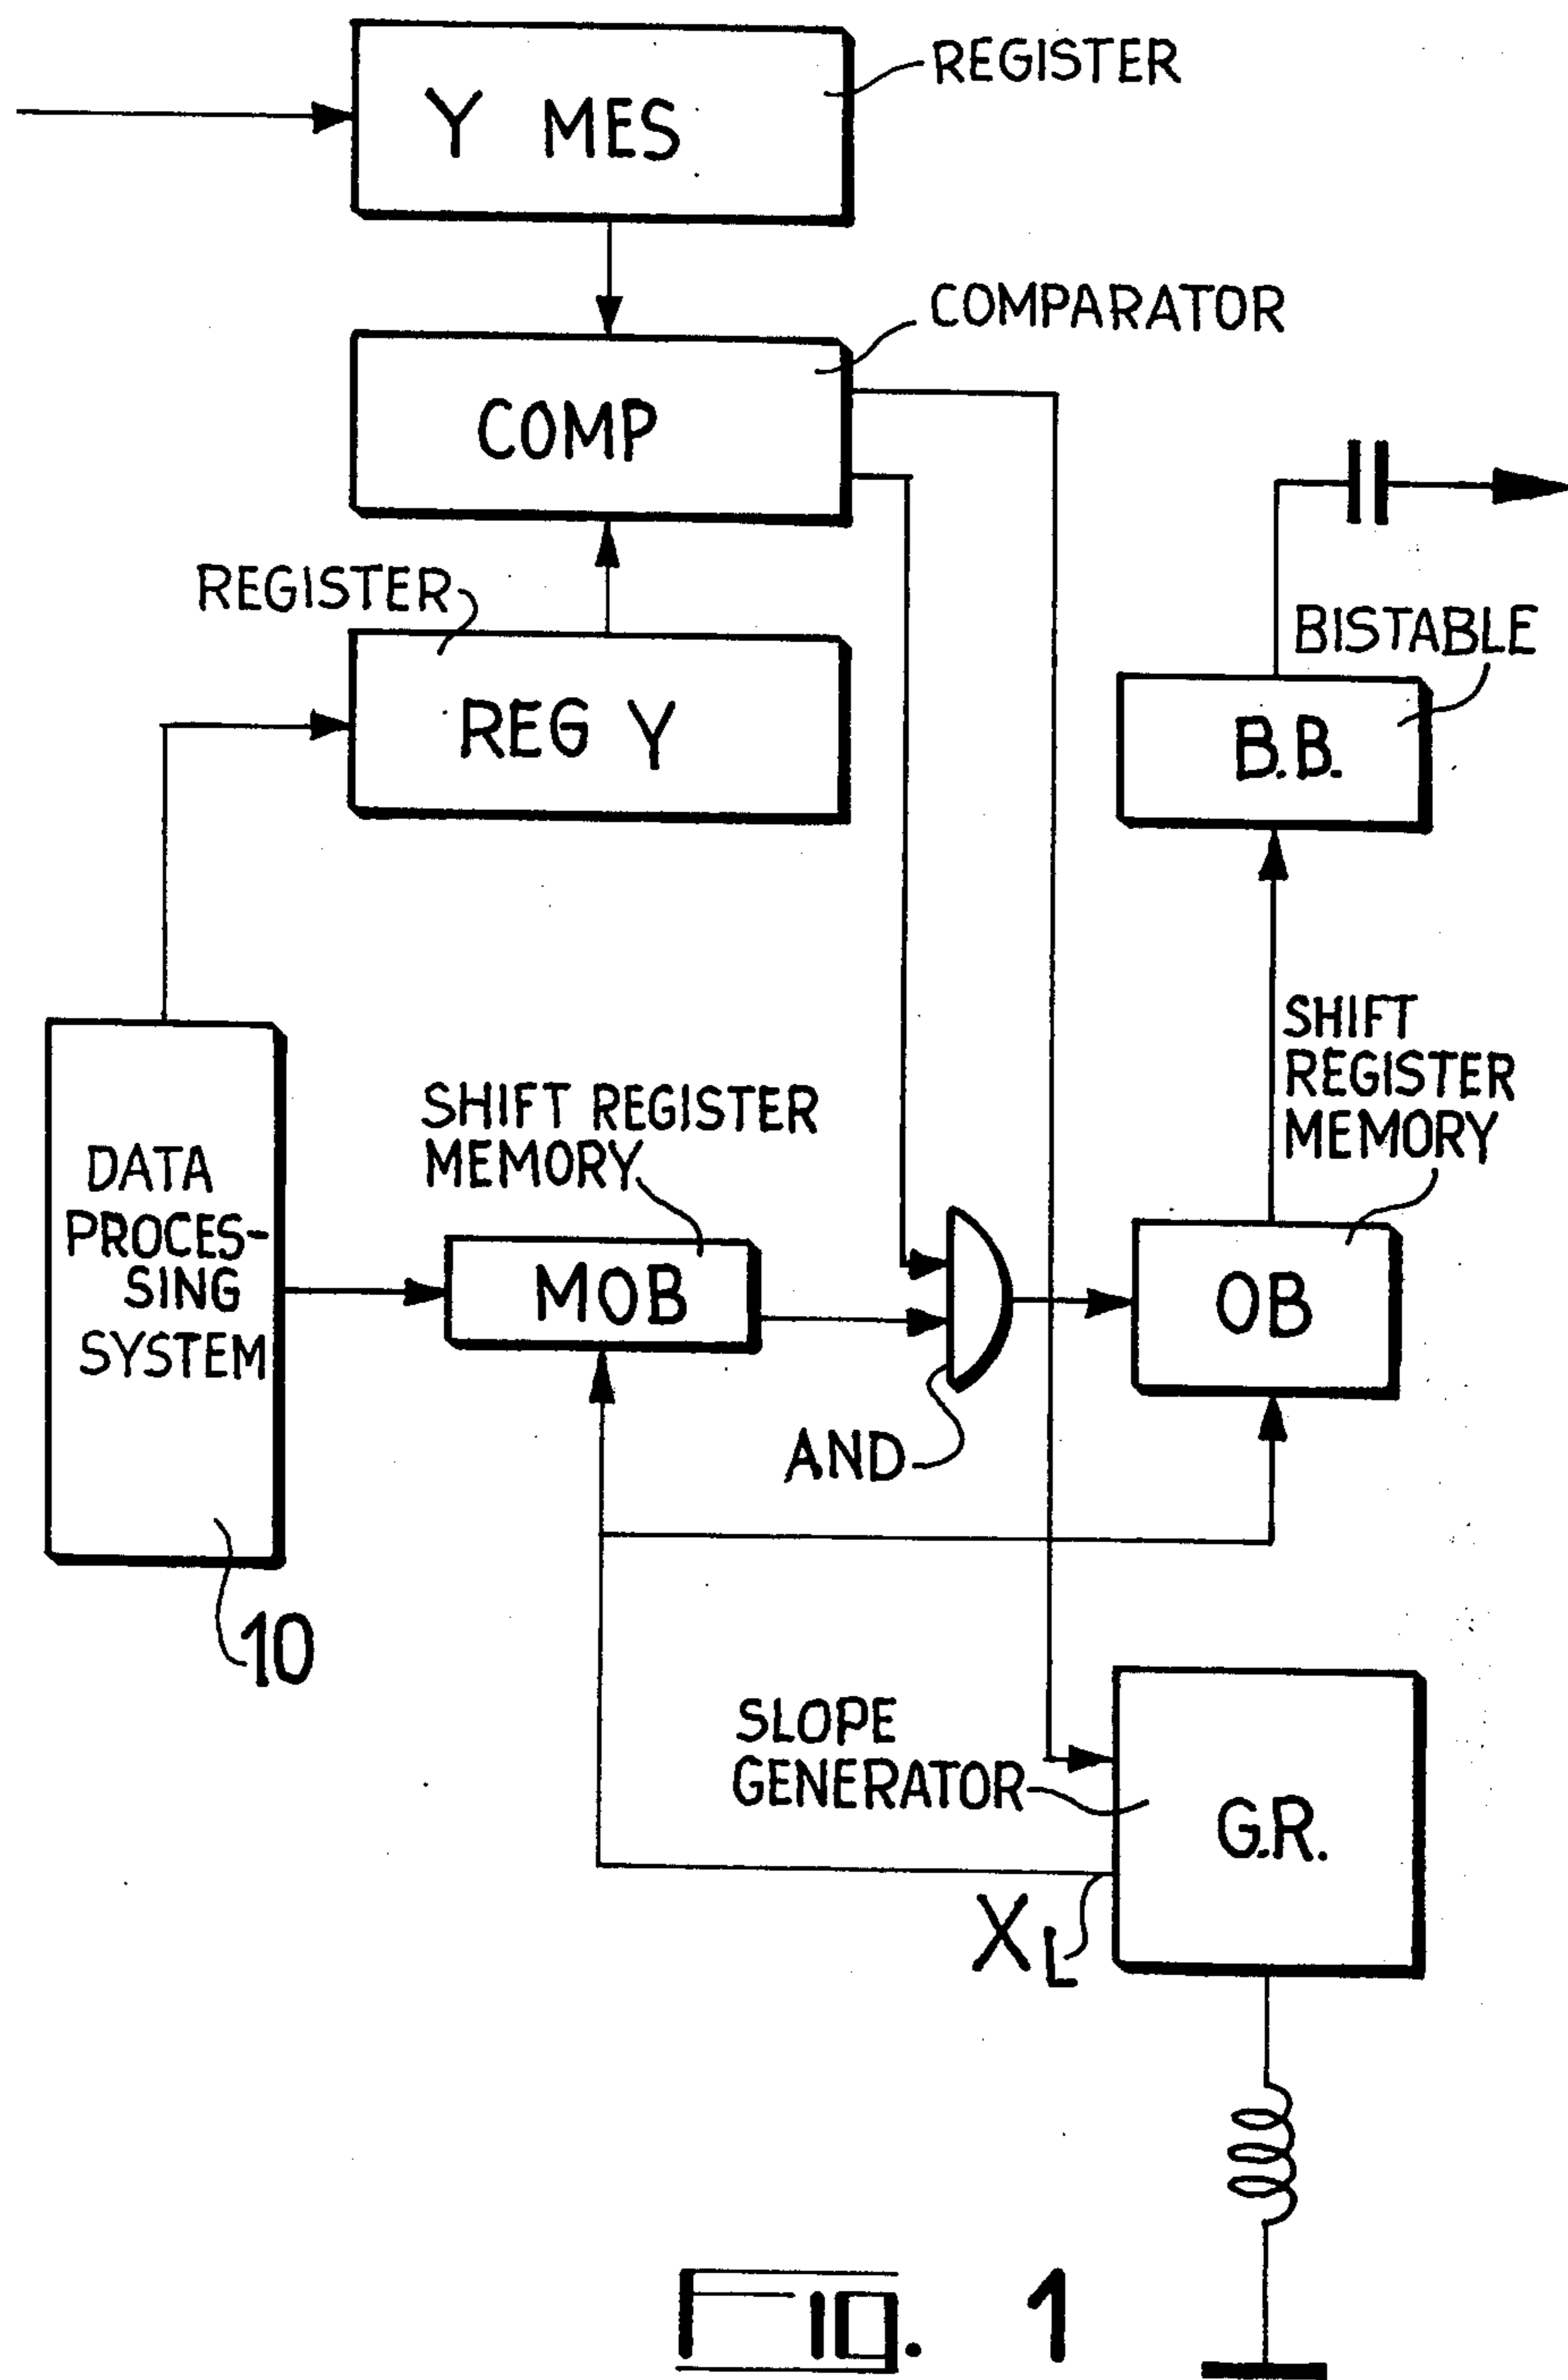 REGISTER
Y MES
COMPARATOR
COMP
REGISTER
REG Y
BISTABLE
B.B.
SHIFT
REGISTER
MEMORY
SHIFT REGISTER
MEMORY
DATA
PROCES-
SING
SYSTEM
MOB
OB
AND
10
SLOPE
GENERATOR
G.R.
XL
FIG. 1